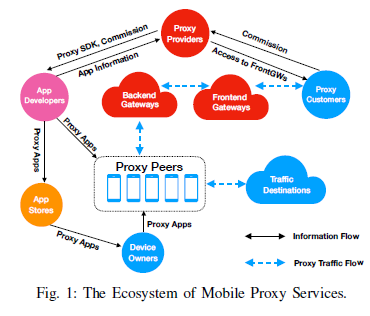 Proxy
Providers
Proxy SDK, Commission
App Information
Commission
Access to FrontGWs
App
Developers
Backend
Gateways
Frontend
Gateways
Proxy
Customers
Proxy Apps
Proxy Apps
Proxy Peers
Traffic
Destinations
App
Stores
Proxy Apps
Proxy Apps
Device
Owners
Information Flow
Proxy Traffic Flow
Fig. 1: The Ecosystem of Mobile Proxy Services.